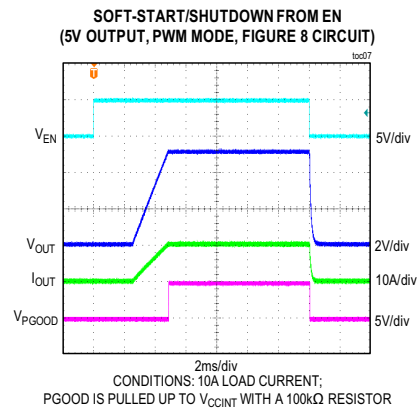 SOFT-START/SHUTDOWN FROM EN
(5V OUTPUT, PWM MODE, FIGURE 8 CIRCUIT)
toc07
T
VEN
5V/div
VOUT
2V/div
IOUT
10A/div
VPGOOD
5V/div
2ms/div
CONDITIONS: 10A LOAD CURRENT;
PGOOD IS PULLED UP TO VCCINT WITH A 100kΩ RESISTOR